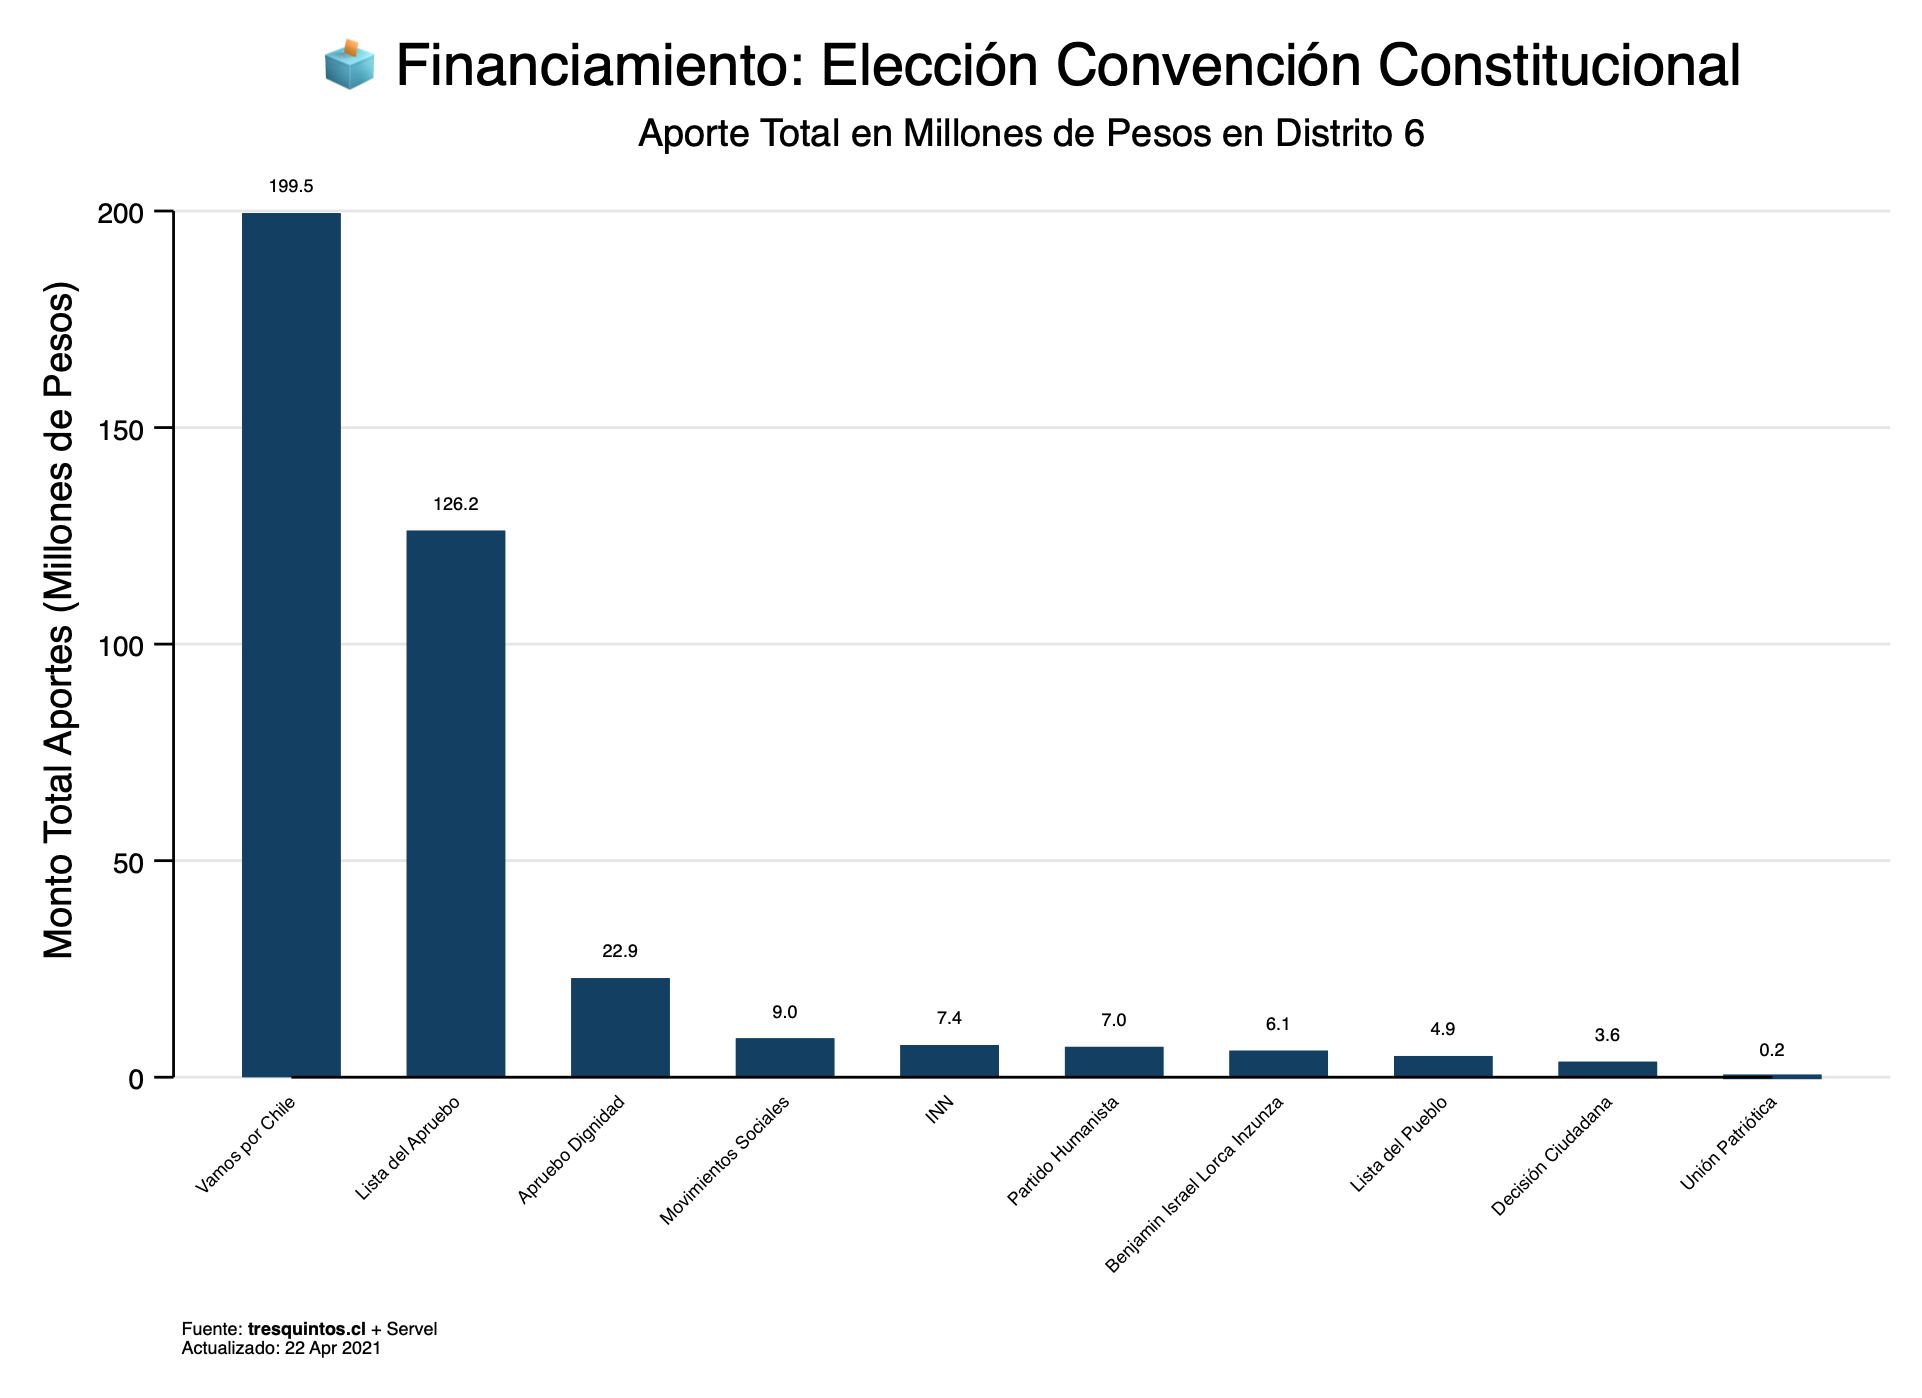 Financiamiento: Elección Convención Constitucional
Aporte Total en Millones de Pesos en Distrito 6
Monto Total Aportes (Millones de Pesos)
200
150
100
50
0
199.5
126.2
22.9
9.0
7.4
7.0
6.1
4.9
3.6
0.2
Vamos por Chile
Lista del Apruebo
Apruebo Dignidad
Movimientos Sociales
INN
Partido Humanista
Benjamin Israel Lorca Inzunza
Lista del Pueblo
Decisión Ciudadana
Unión Patriótica
Fuente: tresquintos.cl + Servel
Actualizado: 22 Apr 2021